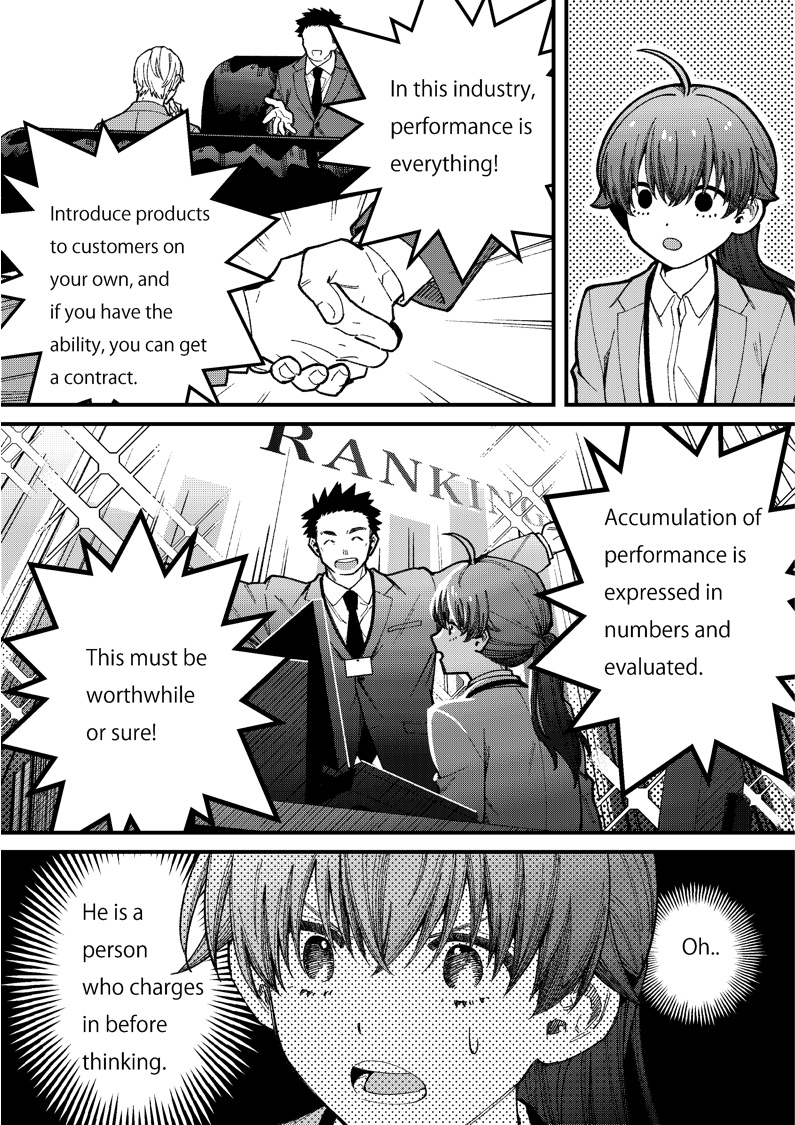 In this industry,
performance is
everything!
Introduce products
to customers on
your own, and
if you have the
ability, you can get
a contract.
RANKING
Accumulation of
performance is
expressed in
numbers and
evaluated.
This must be
worthwhile
or sure!
Oh..
He is a
person
who charges
in before
thinking.